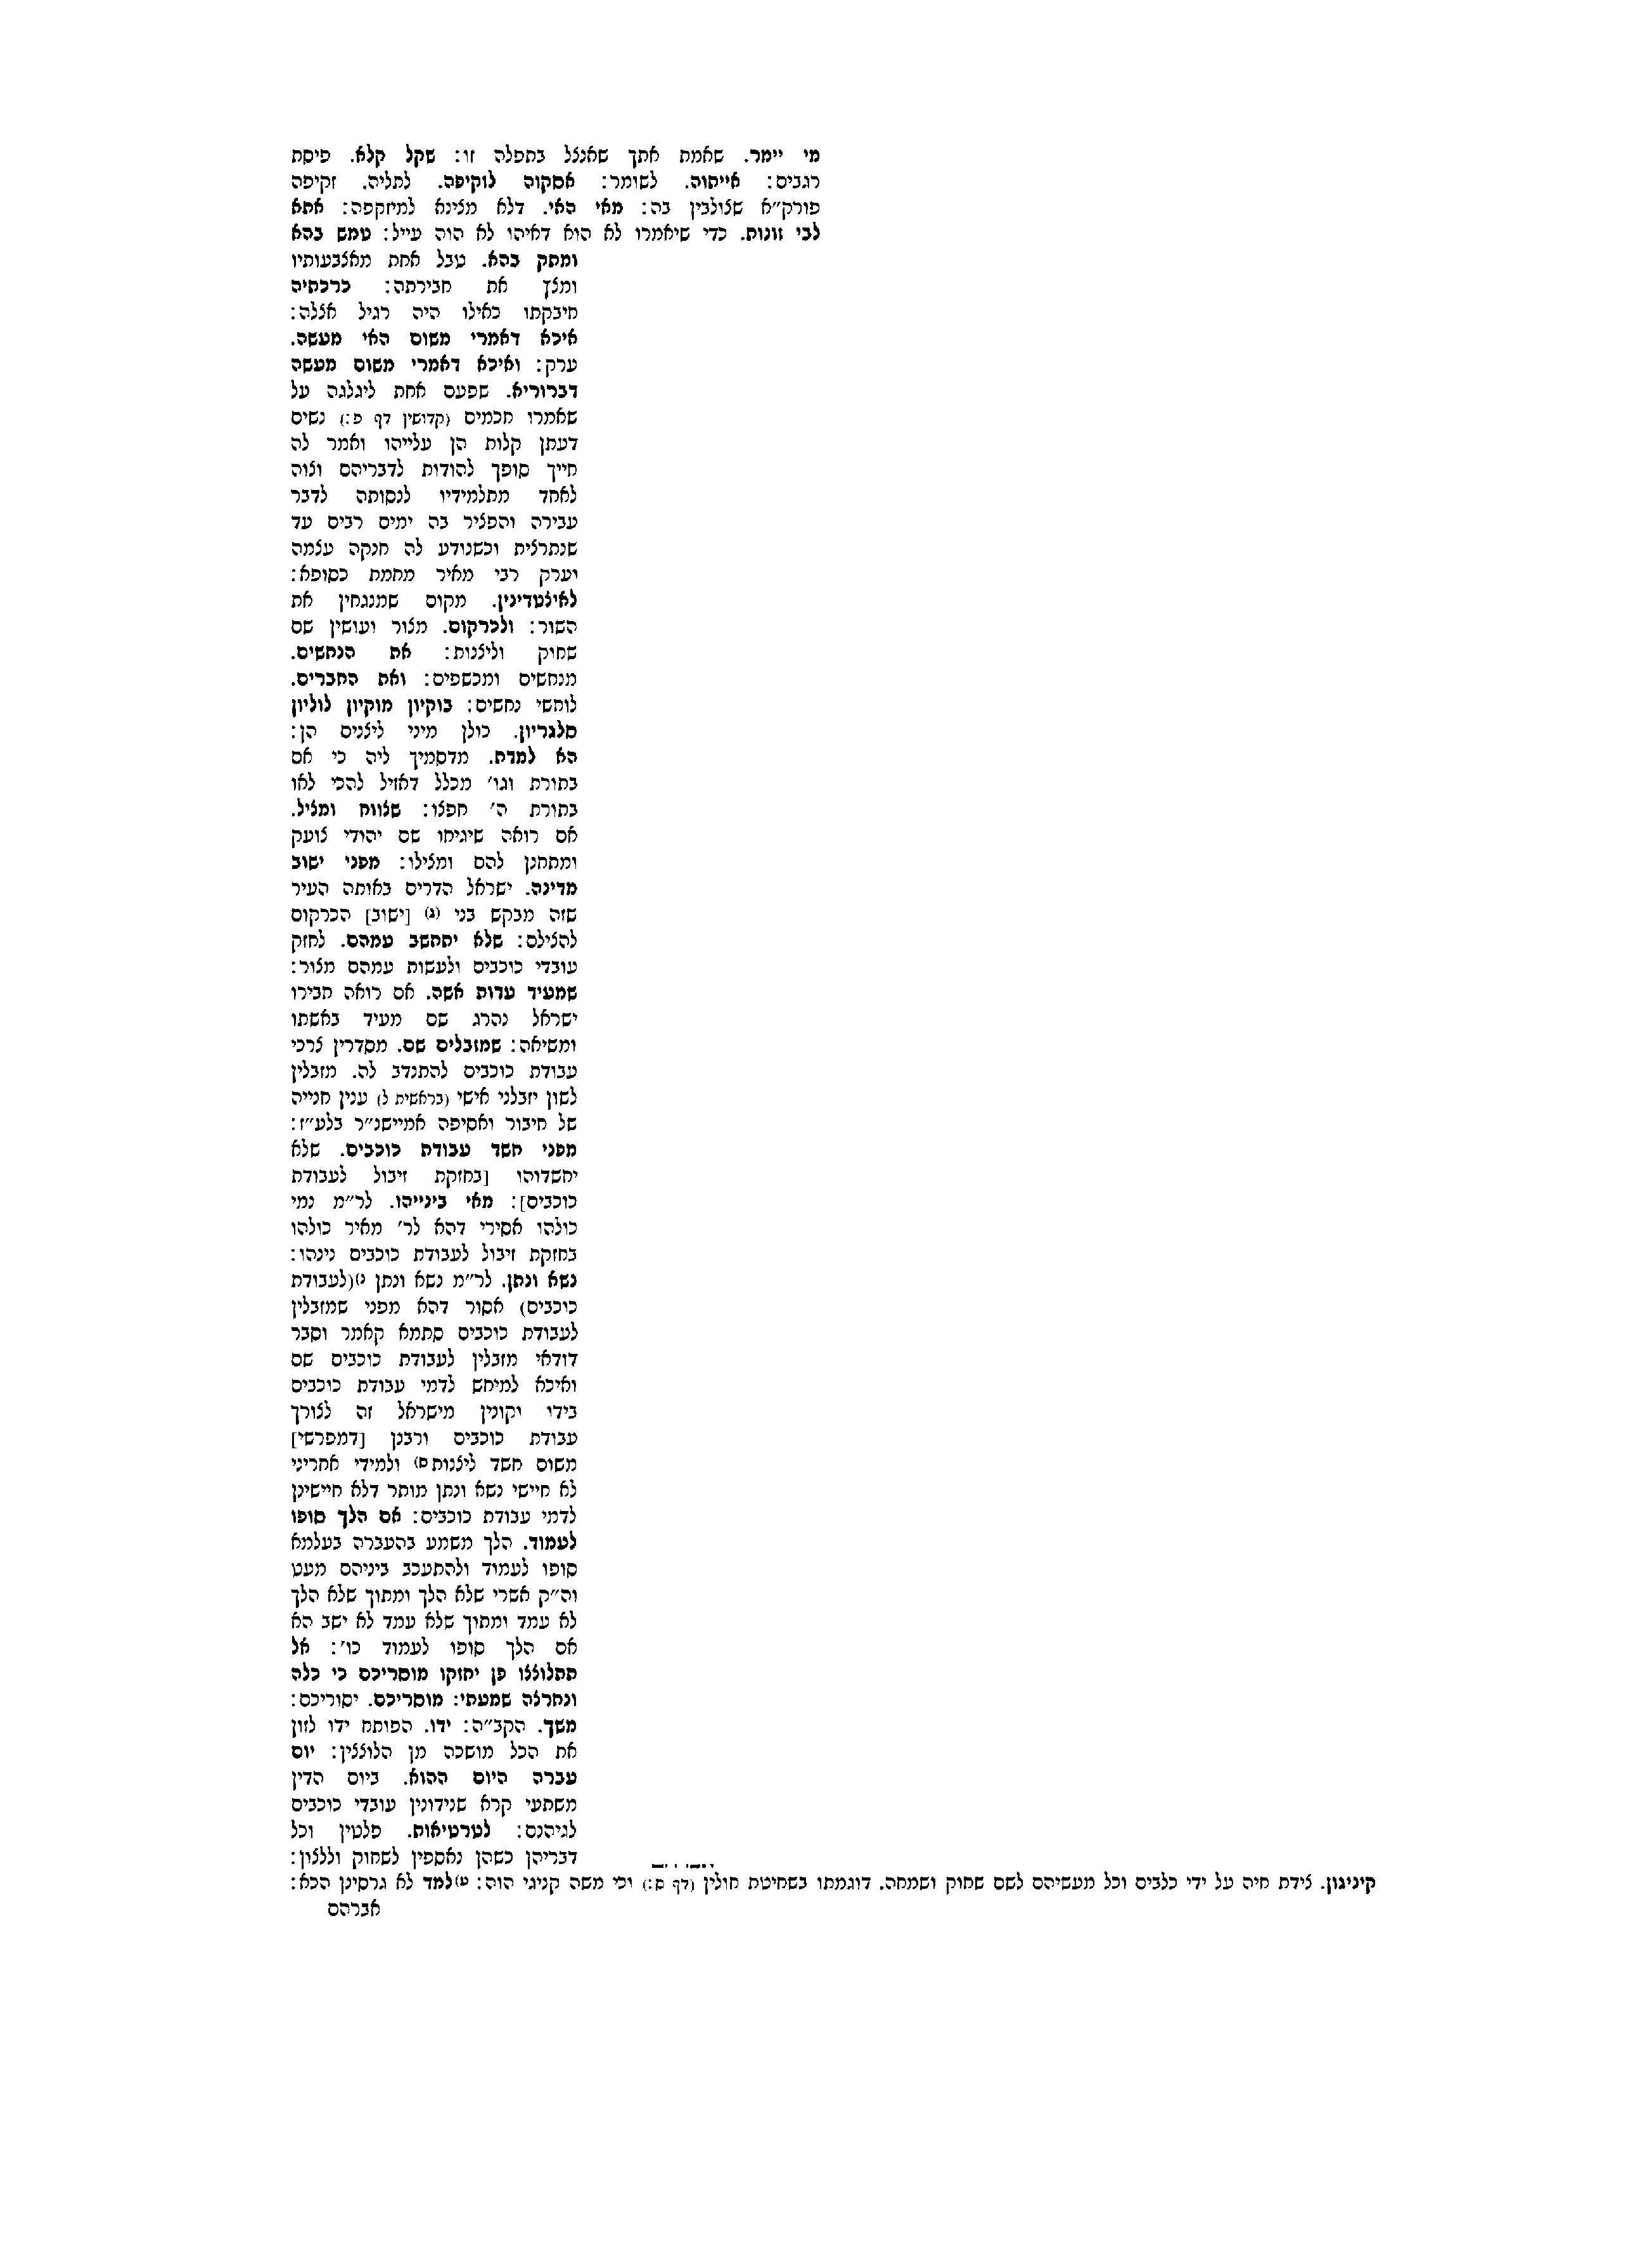 מי יימר. שאמת אתך שאנצל בתפלה זו: שקל קלא. פיסת
רגבים: אייתוה. לשומר: אסקוה לזקיפה. לתליה. זקיפה
פורק״א שצולבין בה: מאי האי. דלא מצינא למיזקפה: אתא
לבי זונות. כדי שיאמרו לא הוא דאיהו לא הוה עייל: טמש בהא
ומתק בהא. טבל אחת מאצבעותיו
ומצץ את חבירתה: כרכתיה
חיבקתו כאילו היה רגיל אצלה:
איכא דאמרי משום האי מעשה.
ערק: ואיכא דאמרי משום מעשה
דברוריא. שפעם אחת ליגלגה על
שאמרו חכמים (קדושין דף פ:) נשים
דעתן קלות הן עלייהו ואמר לה
חייך סופך להודות לדבריהם וצוה
לאחד מתלמידיו לנסותה לדבר
עבירה והפציר בה ימים רבים עד
שנתרצית וכשנודע לה חנקה עצמה
וערק רבי מאיר מחמת כסופא:
לאיצטדינין. מקום שמנגחין את
השור: ולכרקום. מצור ועושין שם
שחוק וליצנות: את הנחשים.
מנחשים ומכשפים: ואת החברים.
לוחשי נחשים: בוקיון מוקיון לוליון
סלגריון. כולן מיני ליצנים הן:
הא למדת. מדסמיך ליה כי אם
בתורת וגו׳ מכלל דאזיל להכי לאו
בתורת ה׳ חפצו: שצווח ומציל.
אם רואה שיגיחו שם יהודי צועק
ומתחנן להם ומצילו: מפני ישוב
מדינה. ישראל הדרים באותה העיר
שזה מבקש בני (ג) [ישוב] הכרקום
להצילם: שלא יתחשב עמהם. לחזק
עובדי כוכבים ולעשות עמהם מצור:
שמעיד עדות אשה. אם רואה חבירו
ישראל נהרג שם מעיד באשתו
ומשיאה: שמזבלים שם. מסדרין צרכי
עבודת כוכבים להתנדב לה. מזבלין
לשון יזבלני אישי (בראשית ל) ענין חנייה
של חיבור ואסיפה אמיישנ״ר בלע״ז:
מפני חשד עבודת כוכבים. שלא
יחשדוהו [בחזקת זיבול לעבודת
כוכבים]: מאי בינייהו. לר״מ נמי
כולהו אסירי דהא לר׳ מאיר כולהו
בחזקת זיבול לעבודת כוכבים נינהו:
נשא ונתן. לר״מ נשא ונתן נ)(לעבודת
כוכבים) אסור דהא מפני שמזבלין
לעבודת כוכבים סתמא קאמר וסבר
דודאי מזבלין לעבודת כוכבים שם
ואיכא למיחש לדמי עבודת כוכבים
בידו יקונין מישראל זה לצורך
עבודת כוכבים ורבנן [דמפרשי]
משום חשד ליצנות ס) ולמידי אחריני
לא חיישי נשא ונתן מותר דלא חיישינן
לדמי עבודת כוכבים: אם הלך סופו
לעמוד. הלך משמע בהעברה בעלמא
סופו לעמוד ולהתעכב ביניהם מעט
וה״ק אשרי שלא הלך ומתוך שלא הלך
לא עמד ומתוך שלא עמד לא ישב הא
אם הלך סופו לעמוד כו׳: אל
תתלוצצו פן יחזקו מוסריכם כי כלה
ונחרצה שמעתי: מוסריכם. יסוריכם:
משך. הקב״ה: ידו. הפותח ידו לזון
את הכל מושכה מן הלוצצין: יום
עברה היום ההוא. ביום הדין
משתעי קרא שנידונין עובדי כוכבים
לגיהנם: לטרטיאות. פלטין וכל
דבריהן כשהן נאספין לשחוק וללצון:
קיניגון. צידת חיה על ידי כלבים וכל מעשיהם לשם שחוק ושמחה. דוגמתו בשחיטת חולין (דף ס:) וכי משה קניגי הוה: ע)למד לא גרסינן הכא:
אברהם